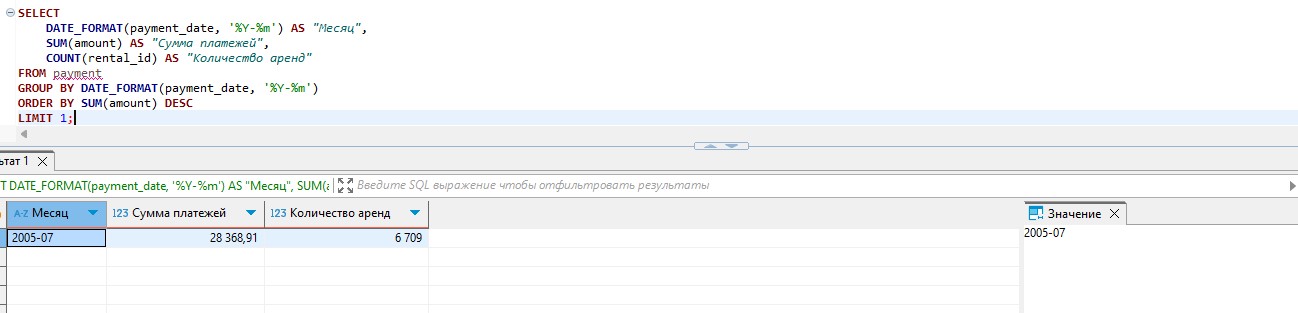 SELECT
DATE_FORMAT(payment_date, '%Y-%m') AS "Месяц",
SUM(amount) AS "Сумма платежей",
COUNT(rental_id) AS "Количество аренд"
FROM payment
GROUP BY DATE_FORMAT(payment_date, '%Y-%m')
ORDER BY SUM(amount) DESC
LIMIT 1;
ьтат 1
T DATE_FORMAT(payment_date, '%Y-%m') AS "Месяц", SUM(a
Введите SQL выражение чтобы отфильтровать результаты
A-Z Месяц 123 Сумма платежей 123 Количество аренд
2005-07 28 368,91 6 709
Значение
2005-07